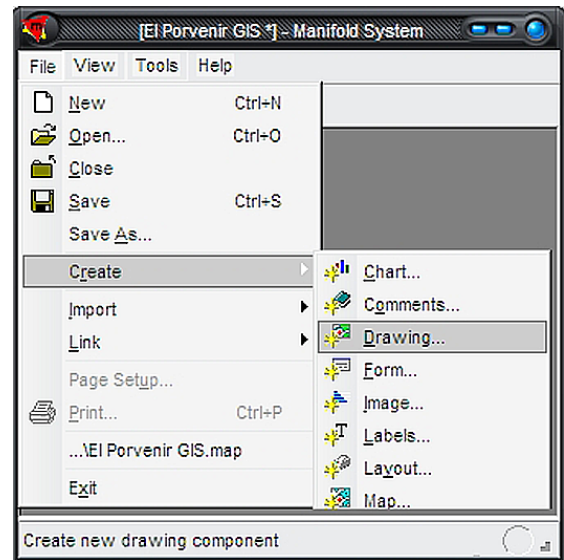 [El Porvenir GIS *] - Manifold System
File View Tools Help
New Ctrl+N
Open... Ctrl+O
Close
Save Ctrl+S
Save As...
Create
Import
Link
Page Setup...
Print... Ctrl+P
...\El Porvenir GIS.map
Exit
Chart...
Comments...
Drawing...
Form...
Image...
Labels...
Layout...
Map...
Create new drawing component